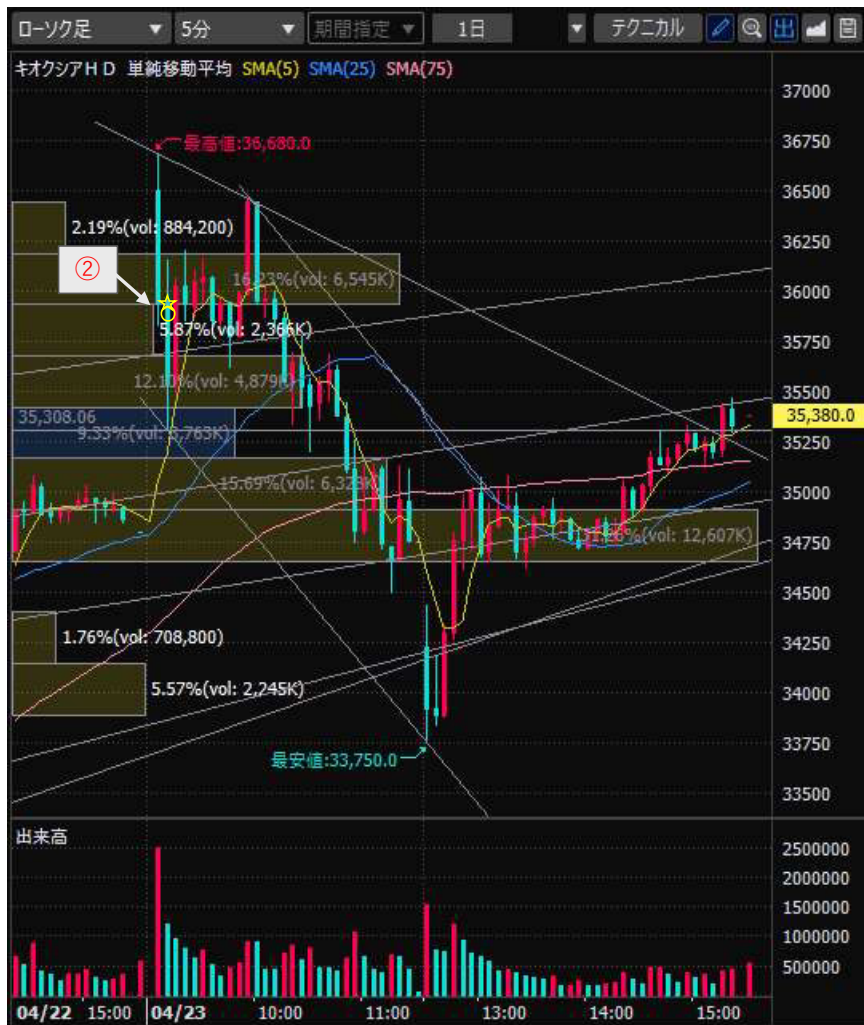 ローソク足 5分 期間指定 1日 テクニカル 出
キオクシアHD 単純移動平均 SMA(5) SMA(25) SMA(75)
37000
最高値:36,680.0
36750
36500
2.19%(vol: 884,200)
36250
②
16.23%(vol: 6,545K)
36000
5.87%(vol: 2,366K)
35750
12.10%(vol: 4,879K)
35500
35,308.06
35,380.0
9.33%(vol: 3,763K)
35250
15.69%(vol: 6,328K)
35000
31.26%(vol: 12,607K)
34750
34500
1.76%(vol: 708,800)
34250
5.57%(vol: 2,245K)
34000
最安値:33,750.0
33750
33500
出来高
2500000
2000000
1500000
1000000
500000
04/22 15:00 04/23 10:00 11:00 13:00 14:00 15:00